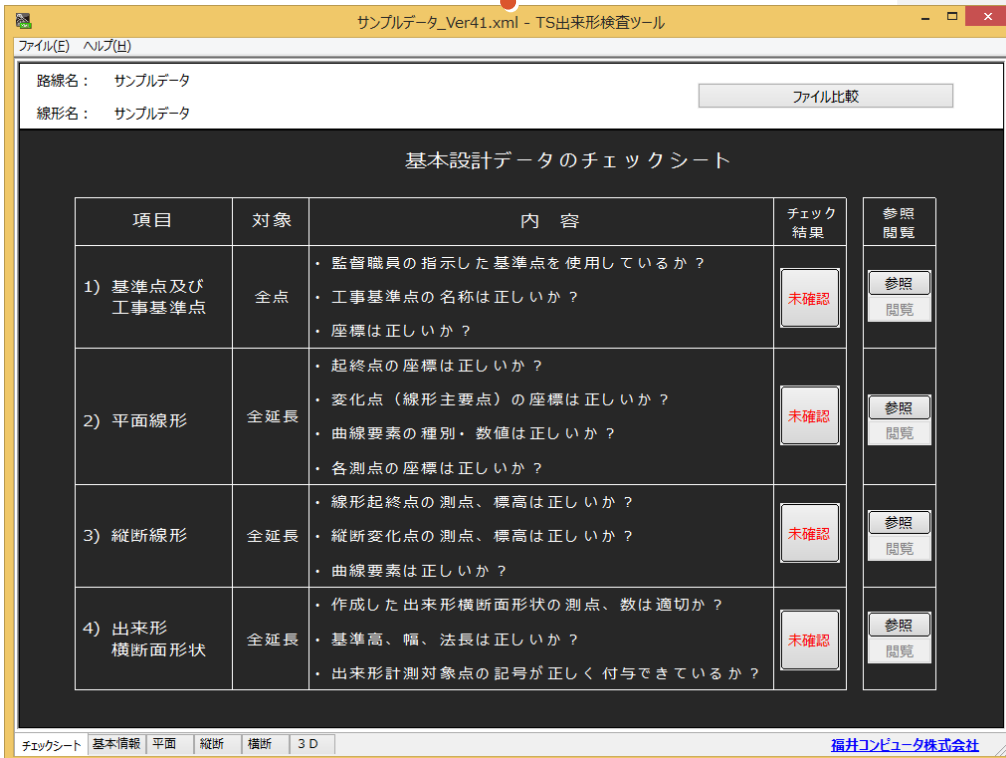 サンプルデータ_Ver41.xml - TS出来形検査ツール
ファイル(F) ヘルプ(H)
路線名： サンプルデータ
ファイル比較
線形名： サンプルデータ
基本設計データのチェックシート
項目 対象 内 容 チェック結果 参照閲覧
1) 基準点及び工事基準点
全点
・ 監督職員の指示した基準点を使用しているか？
・ 工事基準点の名称は正しいか？
・ 座標は正しいか？
未確認
参照
閲覧
2) 平面線形
全延長
・ 起終点の座標は正しいか？
・ 変化点（線形主要点）の座標は正しいか？
・ 曲線要素の種別・数値は正しいか？
・ 各測点の座標は正しいか？
未確認
参照
閲覧
3) 縦断線形
全延長
・ 線形起終点の測点、標高は正しいか？
・ 縦断変化点の測点、標高は正しいか？
・ 曲線要素は正しいか？
未確認
参照
閲覧
4) 出来形横断面形状
全延長
・ 作成した出来形横断面形状の測点、数は適切か？
・ 基準高、幅、法長は正しいか？
・ 出来形計測対象点の記号が正しく付与できているか？
未確認
参照
閲覧
チェックシート 基本情報 平面 縦断 横断 3D
福井コンピュータ株式会社